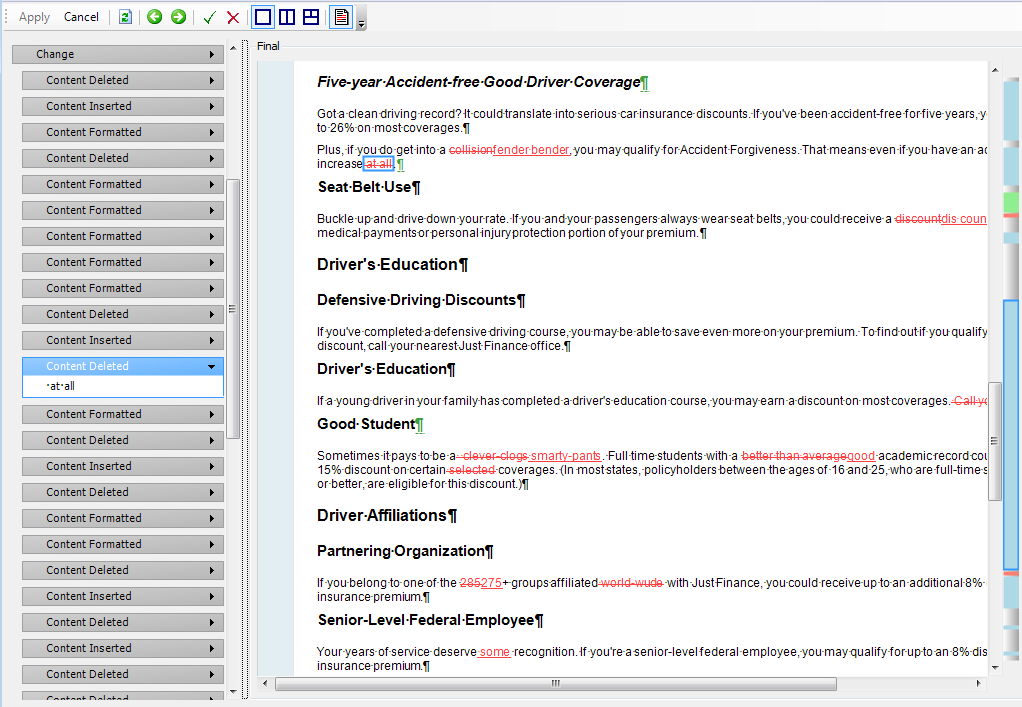 Apply Cancel
Change
Content Deleted
Content Inserted
Content Formatted
Content Deleted
Content Formatted
Content Formatted
Content Formatted
Content Formatted
Content Formatted
Content Deleted
Content Inserted
Content Deleted
·at·all
Content Formatted
Content Deleted
Content Inserted
Content Deleted
Content Formatted
Content Formatted
Content Deleted
Content Inserted
Content Deleted
Content Inserted
Content Deleted
Content Deleted
Final
Five-year·Accident-free·Good·Driver·Coverage¶
Got·a·clean·driving·record?·It·could·translate·into·serious·car·insurance·discounts.·If·you've·been·accident-free·for·five·years,·y
to·26%·on·most·coverages.¶
Plus,·if·you·do·get·into·a·collisionfender·bender,·you·may·qualify·for·Accident·Forgiveness.·That·means·even·if·you·have·an·ac
increase·at·all.¶
Seat·Belt·Use¶
Buckle·up·and·drive·down·your·rate.·If·you·and·your·passengers·always·wear·seat·belts,·you·could·receive·a·discountdis·coun
medical·payments·or·personal·injury·protection·portion·of·your·premium.¶
Driver's·Education¶
Defensive·Driving·Discounts¶
If·you've·completed·a·defensive·driving·course,·you·may·be·able·to·save·even·more·on·your·premium.·To·find·out·if·you·qualify
discount,·call·your·nearest·Just·Finance·office.¶
Driver's·Education¶
If·a·young·driver·in·your·family·has·completed·a·driver's·education·course,·you·may·earn·a·discount·on·most·coverages.·Call·yo
Good·Student¶
Sometimes·it·pays·to·be·a·clever-clogs·smarty-pants.·Full·time·students·with·a·better·than·averagegood·academic·record·cou
15%·discount·on·certain·selected·coverages.·(In·most·states,·policyholders·between·the·ages·of·16·and·25,·who·are·full-time·s
or·better,·are·eligible·for·this·discount.)¶
Driver·Affiliations¶
Partnering·Organization¶
If·you·belong·to·one·of·the·285275+·groups·affiliated·world-wude·with·Just·Finance,·you·could·receive·up·to·an·additional·8%·
insurance·premium.¶
Senior-Level·Federal·Employee¶
Your·years·of·service·deserve·some·recognition.·If·you're·a·senior-level·federal·employee,·you·may·qualify·for·up·to·an·8%·dis
insurance·premium.¶